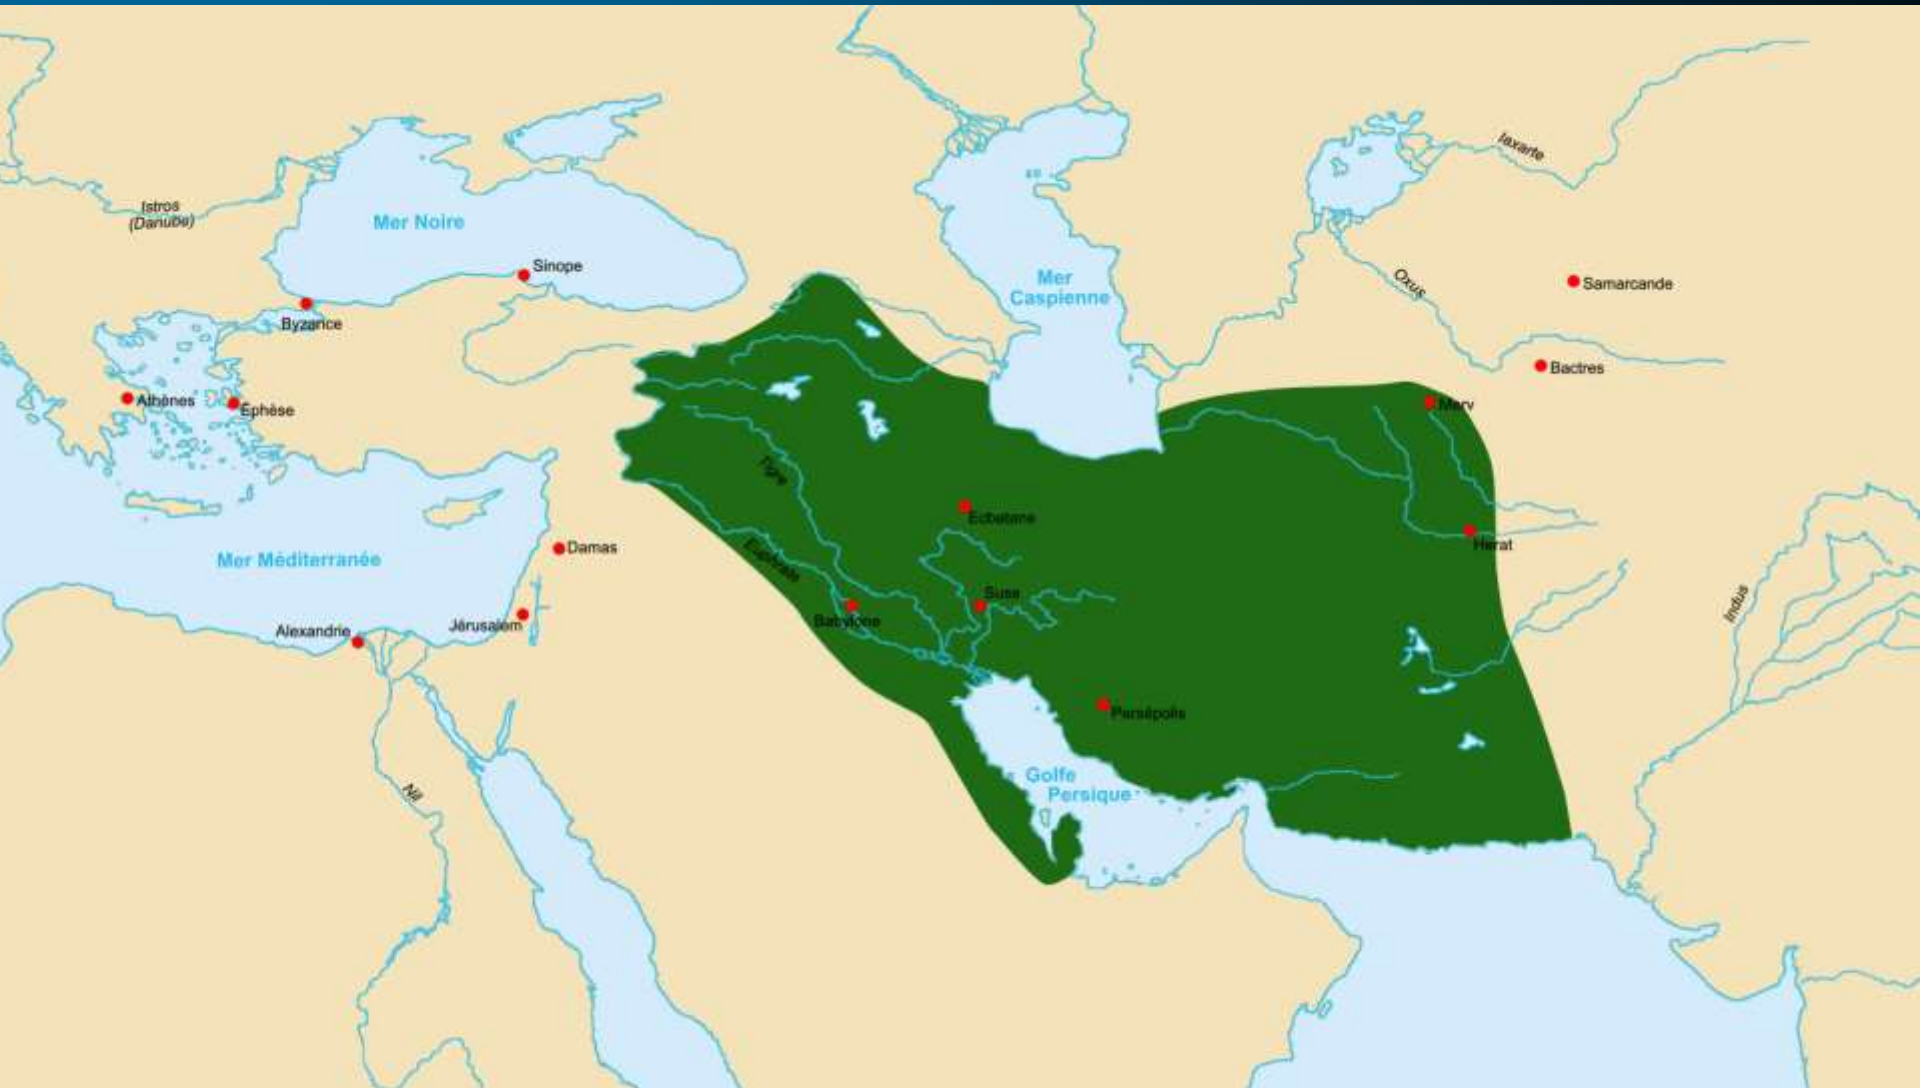 Iaxarte
Istros
(Danube)
Mer Noire
Sinope
Mer
Caspienne
Oxus
Samarcande
Byzance
Bactres
Athènes
Éphèse
Merv
Tigre
Ecbatane
Herat
Damas
Mer Méditerranée
Euphrate
Suse
Indus
Babylone
Jérusalem
Alexandrie
Persépolis
Golfe
Persique
Nil